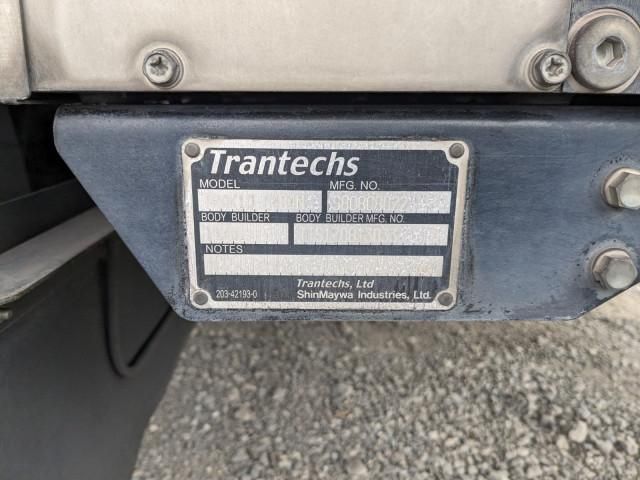 Trantechs
MODEL MFG. NO.
BODY BUILDER BODY BUILDER MFG. NO.
NOTES
Trantechs, Ltd
203-42193-0 ShinMaywa Industries, Ltd.